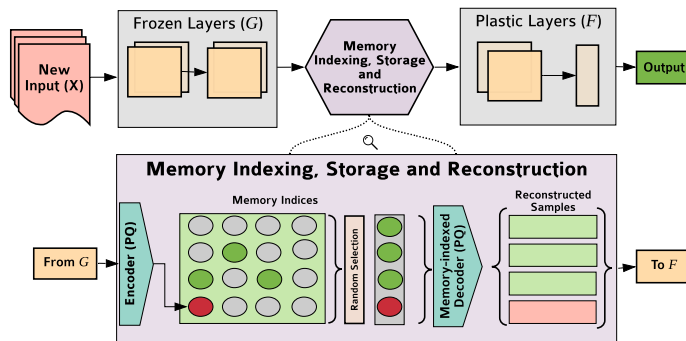 New
Input (X)
Frozen Layers (G)
Memory
Indexing, Storage
and
Reconstruction
Plastic Layers (F)
Output
Memory Indexing, Storage and Reconstruction
From G
Encoder (PQ)
Memory Indices
Random Selection
Memory-indexed
Decoder (PQ)
Reconstructed
Samples
To F